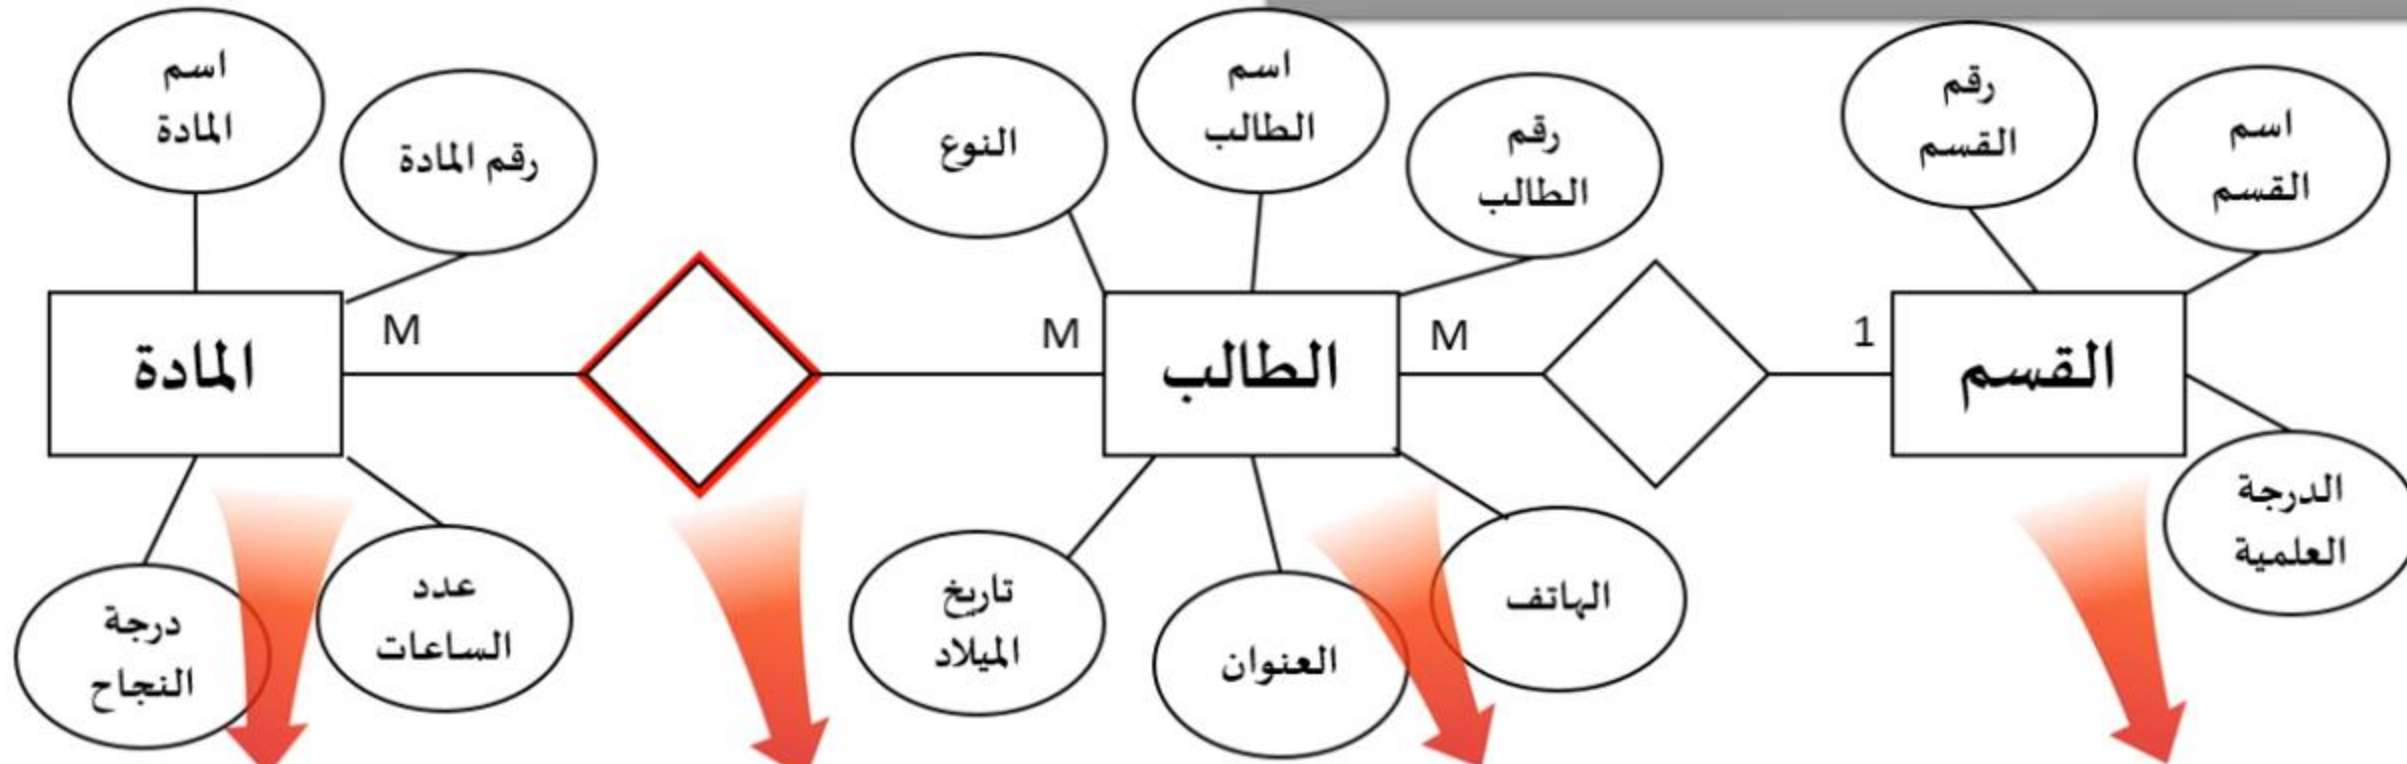 رقم
القسم
اسم
القسم
القسم
الدرجة
العلمية
1
M
اسم
الطالب
رقم
الطالب
النوع
الطالب
الهاتف
العنوان
تاريخ
الميلاد
M
M
اسم
المادة
رقم المادة
المادة
عدد
الساعات
درجة
النجاح